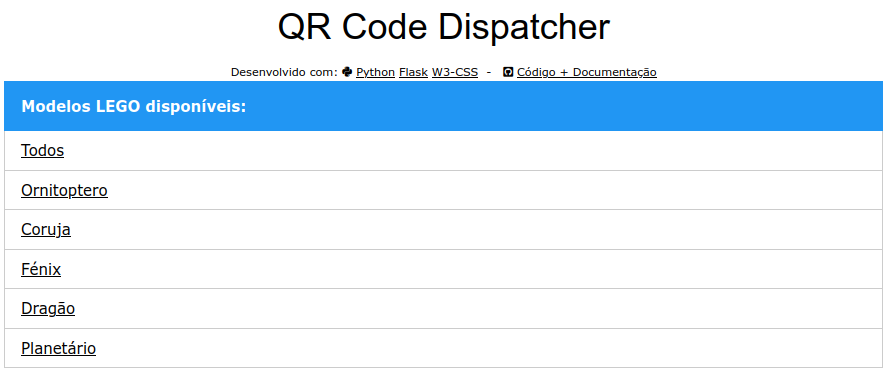 QR Code Dispatcher
Desenvolvido com: Python Flask W3-CSS - Código + Documentação
Modelos LEGO disponíveis:
Todos
Ornitoptero
Coruja
Fénix
Dragão
Planetário